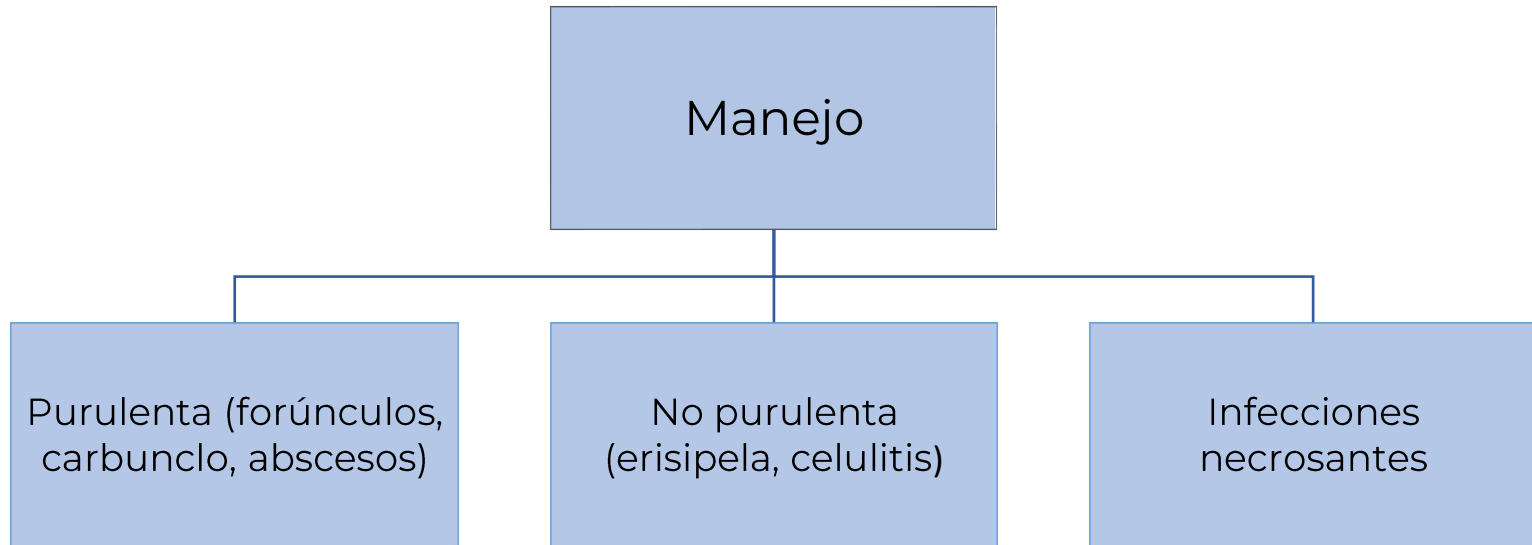 Manejo
Purulenta (forúnculos,
carbunclo, abscesos)
No purulenta
(erisipela, celulitis)
Infecciones
necrosantes